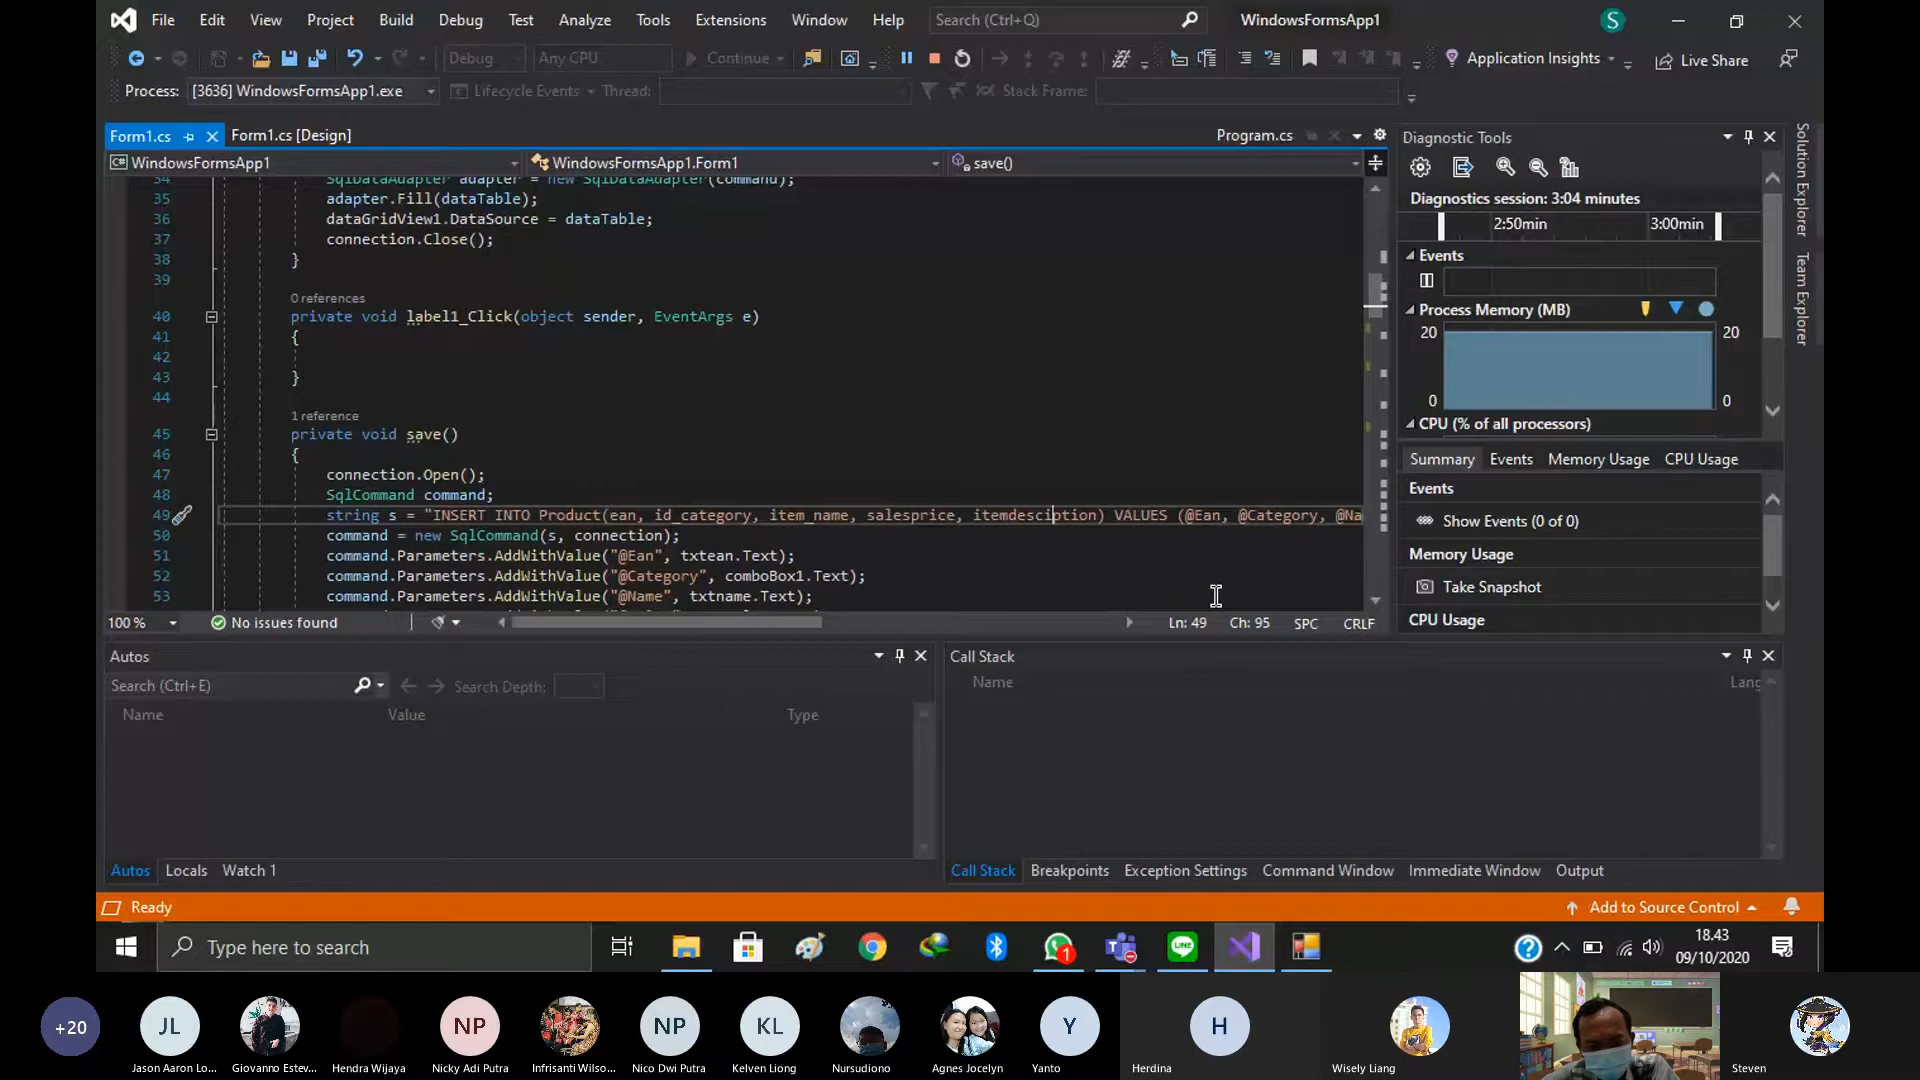 File Edit View Project Build Debug Test Analyze Tools Extensions Window Help Search (Ctrl+Q) WindowsFormsApp1 S
Debug Any CPU Continue Application Insights Live Share
Process: [3636] WindowsFormsApp1.exe Lifecycle Events Thread: Stack Frame:
Form1.cs Form1.cs [Design] Program.cs
WindowsFormsApp1 WindowsFormsApp1.Form1 save()
34 SqlDataAdapter adapter = new SqlDataAdapter(command);
35 adapter.Fill(dataTable);
36 dataGridView1.DataSource = dataTable;
37 connection.Close();
38 }
39
0 references
40 private void label1_Click(object sender, EventArgs e)
41 {
42
43 }
44
1 reference
45 private void save()
46 {
47 connection.Open();
48 SqlCommand command;
49 string s = "INSERT INTO Product(ean, id_category, item_name, salesprice, itemdesciption) VALUES (@Ean, @Category, @Na
50 command = new SqlCommand(s, connection);
51 command.Parameters.AddWithValue("@Ean", txtean.Text);
52 command.Parameters.AddWithValue("@Category", comboBox1.Text);
53 command.Parameters.AddWithValue("@Name", txtname.Text);
100 % No issues found Ln: 49 Ch: 95 SPC CRLF
Diagnostic Tools
Diagnostics session: 3:04 minutes
2:50min 3:00min
Events
Process Memory (MB)
20 20
0 0
CPU (% of all processors)
Summary Events Memory Usage CPU Usage
Events
Show Events (0 of 0)
Memory Usage
Take Snapshot
CPU Usage
Solution Explorer
Team Explorer
Autos
Search (Ctrl+E) Search Depth:
Name Value Type
Autos Locals Watch 1
Call Stack
Name Lang
Call Stack Breakpoints Exception Settings Command Window Immediate Window Output
Ready Add to Source Control
Type here to search 1
18.43
09/10/2020
+20 JL NP NP KL Y H
Jason Aaron Lo... Giovanno Estev... Hendra Wijaya Nicky Adi Putra Infrisanti Wilso... Nico Dwi Putra Kelven Liong Nursudiono Agnes Jocelyn Yanto Herdina Wisely Liang Steven